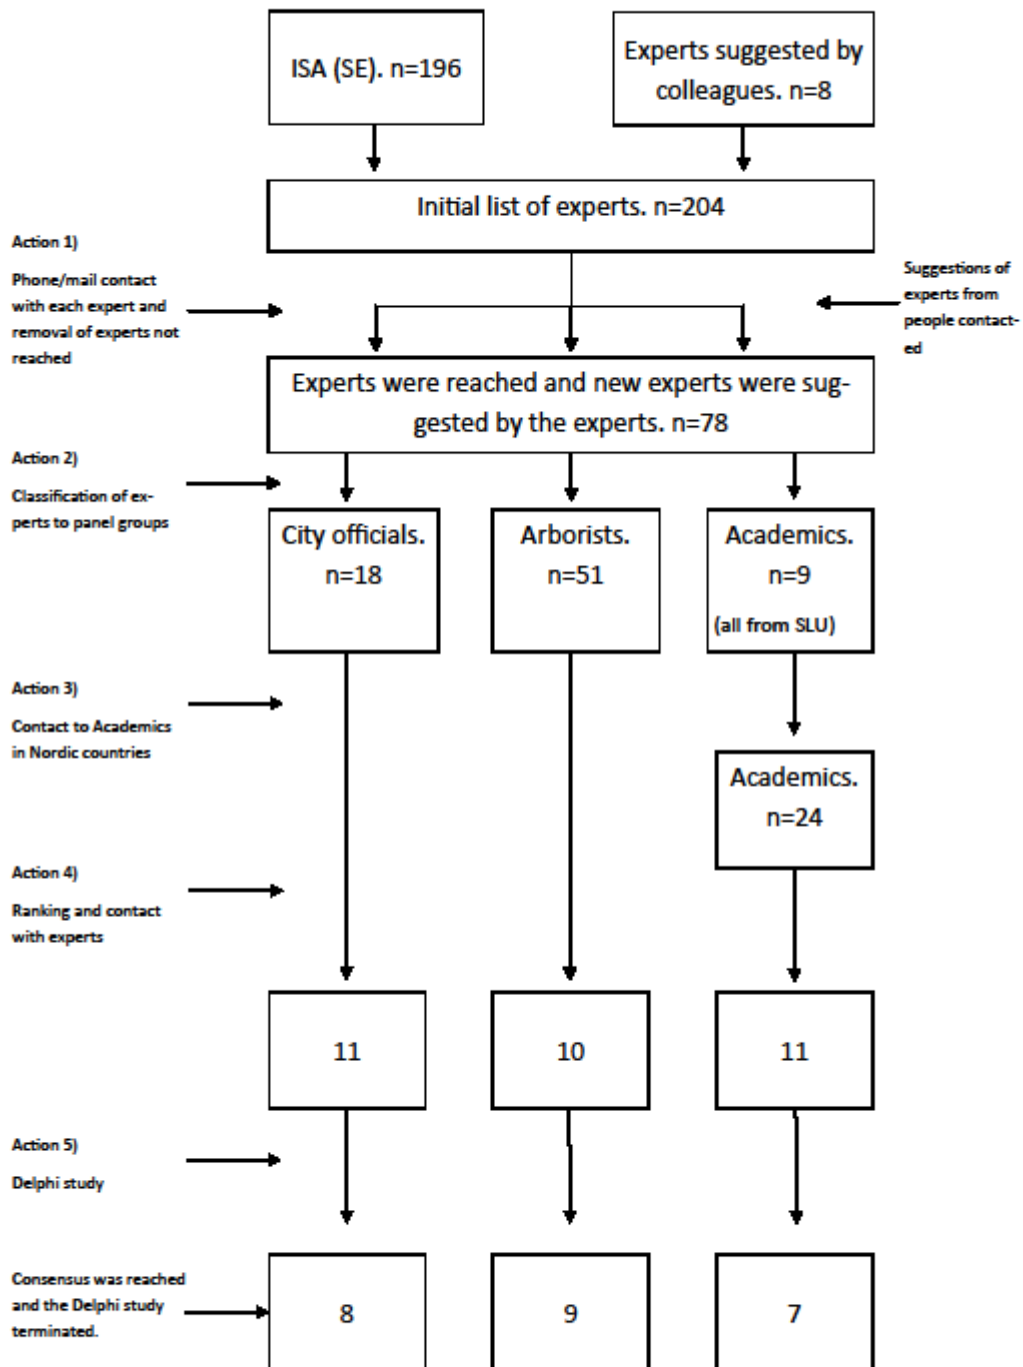 ISA (SE). n=196
Experts suggested by
colleagues. n=8
Initial list of experts. n=204
Action 1)
Phone/mail contact
with each expert and
removal of experts not
reached
Suggestions of
experts from
people contact-
ed
Experts were reached and new experts were sug-
gested by the experts. n=78
Action 2)
Classification of ex-
perts to panel groups
City officials.
n=18
Arborists.
n=51
Academics.
n=9
(all from SLU)
Action 3)
Contact to Academics
in Nordic countries
Academics.
n=24
Action 4)
Ranking and contact
with experts
11
10
11
Action 5)
Delphi study
Consensus was reached
and the Delphi study
terminated.
8
9
7